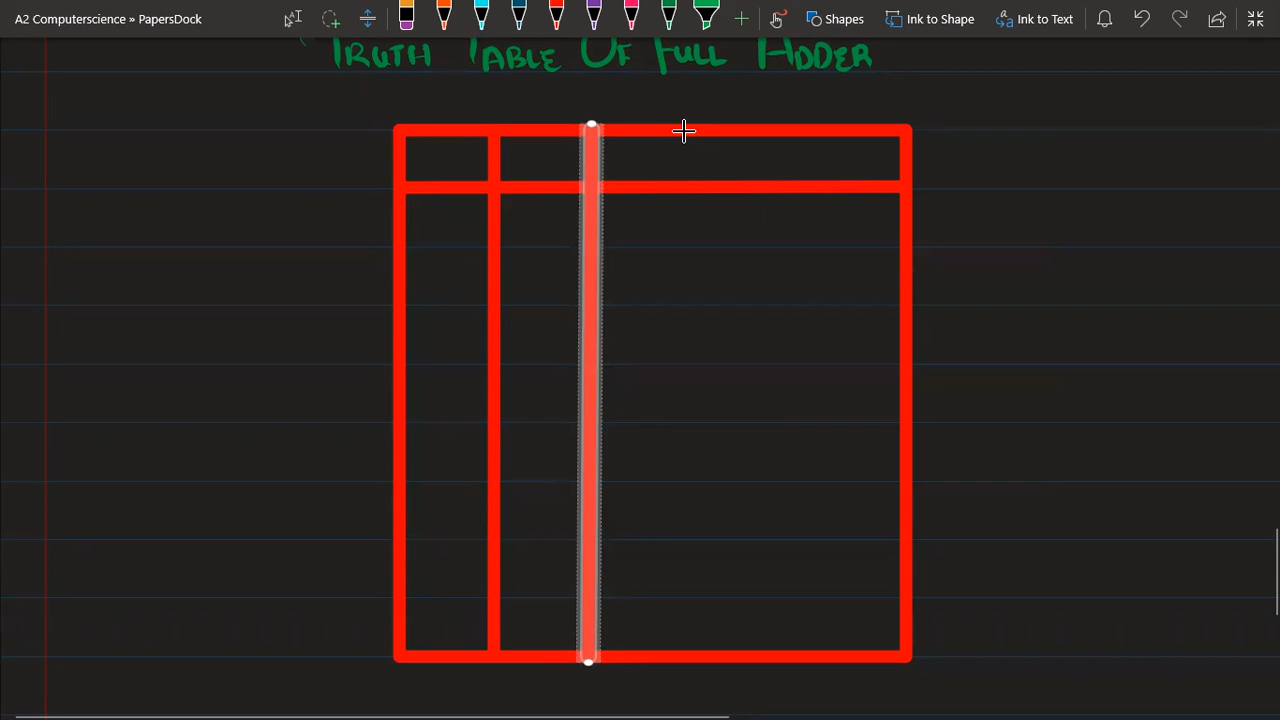 A2 Computerscience » PapersDock
Shapes
Ink to Shape
Ink to Text
TRUTH TABLE OF FULL ADDER